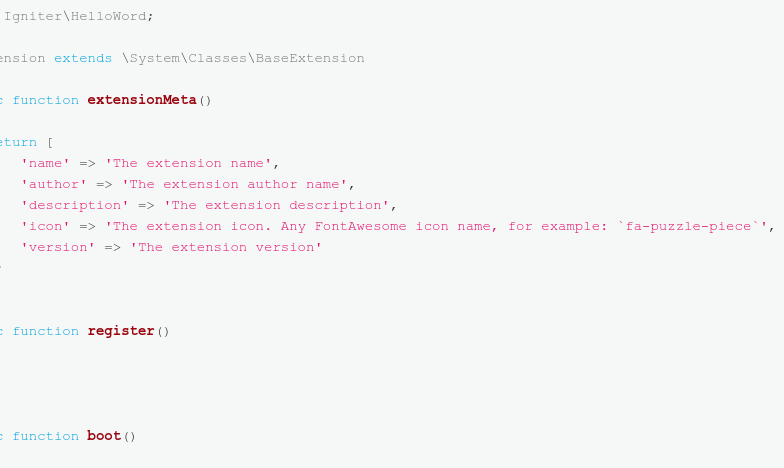 Igniter\HelloWord;
extends \System\Classes\BaseExtension
function extensionMeta()
[
'name' => 'The extension name',
'author' => 'The extension author name',
'description' => 'The extension description',
'icon' => 'The extension icon. Any FontAwesome icon name, for example: `fa-puzzle-piece`',
'version' => 'The extension version'
function register()
function boot()